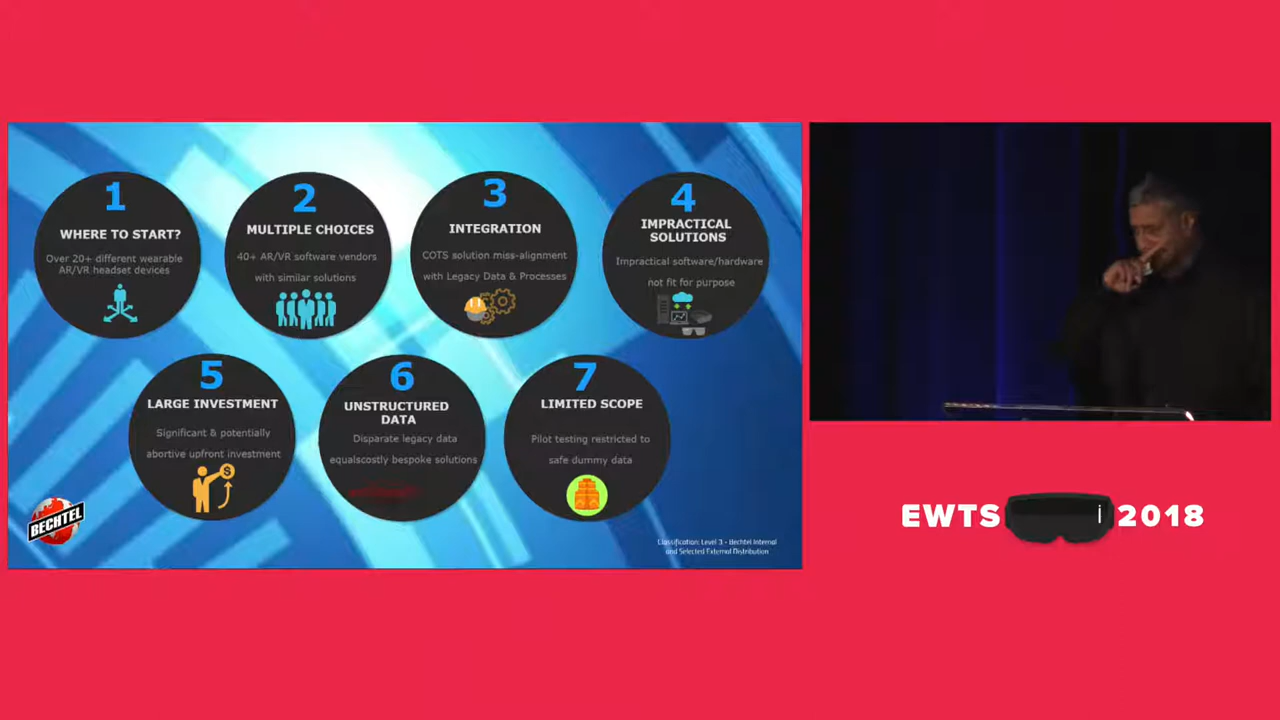 1
WHERE TO START?
Over 20+ different wearable
AR/VR headset devices
2
MULTIPLE CHOICES
40+ AR/VR software vendors
with similar solutions
3
INTEGRATION
COTS solution miss-alignment
with Legacy Data & Processes
4
IMPRACTICAL
SOLUTIONS
Impractical software/hardware
not fit for purpose
5
LARGE INVESTMENT
Significant & potentially
abortive upfront investment
$
6
UNSTRUCTURED
DATA
Disparate legacy data
equalscostly bespoke solutions
7
LIMITED SCOPE
Pilot testing restricted to
safe dummy data
BECHTEL
Classification: Level 3 - Bechtel Internal
and Selected External Distribution
EWTS 2018